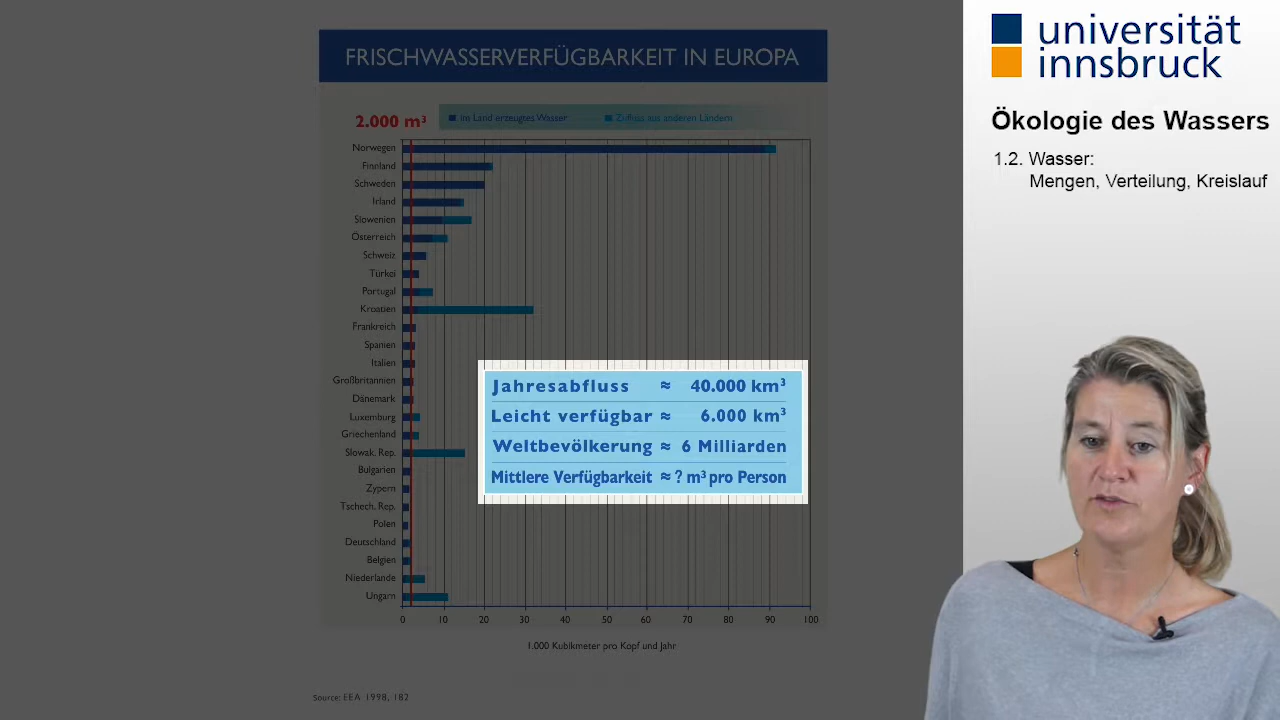 FRISCHWASSERVERFÜGBARKEIT IN EUROPA
2.000 m³
im Land erzeugtes Wasser
Zufluss aus anderen Ländern
Norwegen
Finnland
Schweden
Irland
Slowenien
Österreich
Schweiz
Türkei
Portugal
Kroatien
Frankreich
Spanien
Italien
Großbritannien
Dänemark
Luxemburg
Griechenland
Slowak. Rep.
Bulgarien
Zypern
Tschech. Rep.
Polen
Deutschland
Belgien
Niederlande
Ungarn
Jahresabfluss ≈ 40.000 km³
Leicht verfügbar ≈ 6.000 km³
Weltbevölkerung ≈ 6 Milliarden
Mittlere Verfügbarkeit ≈ ? m³ pro Person
0 10 20 30 40 50 60 70 80 90 100
1.000 Kubikmeter pro Kopf und Jahr
Source: EEA 1998, 182
universität
innsbruck
Ökologie des Wassers
1.2. Wasser:
Mengen, Verteilung, Kreislauf